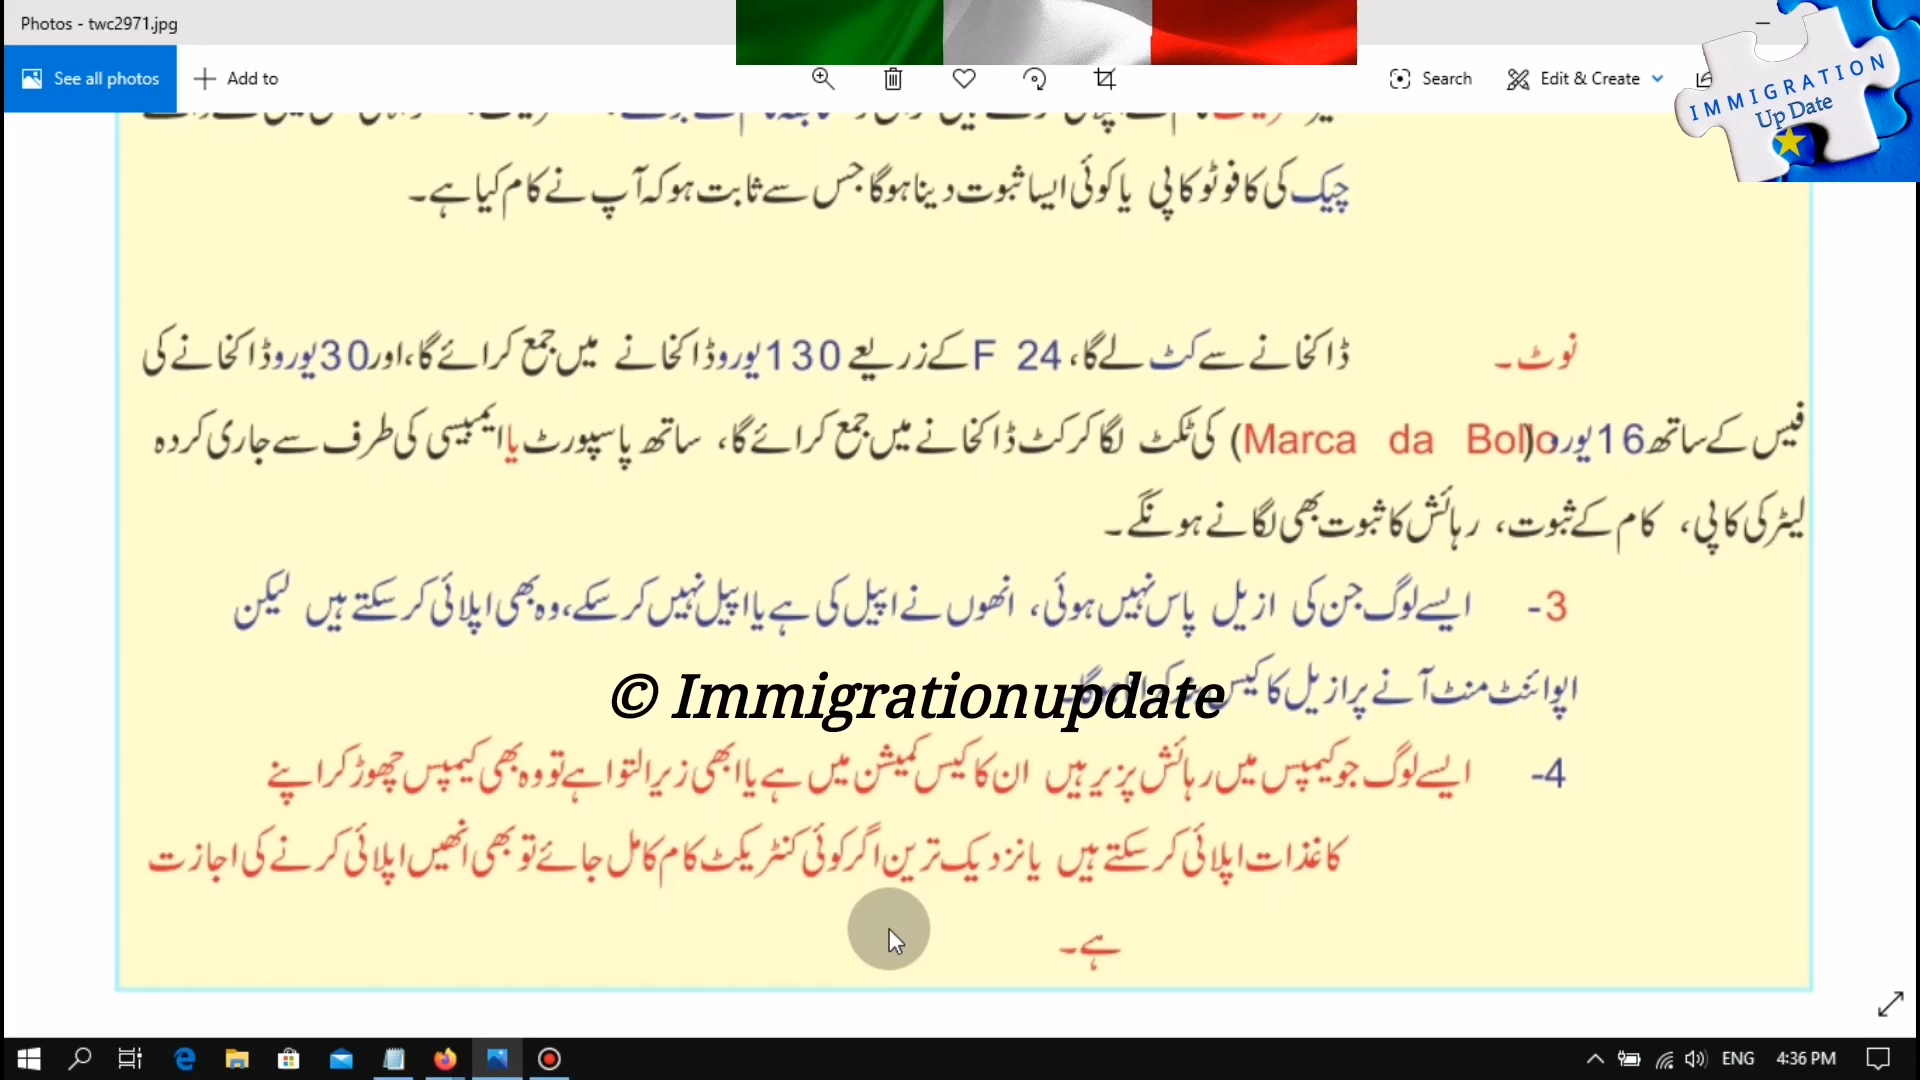 Photos - twc2971.jpg
See all photos
Add to
Search
Edit & Create
IMMIGRATION
Up Date
چیک کی کا فوٹو کاپی یا کوئی ایسا ثبوت دینا ہوگا جس سے ثابت ہو کہ آپ نے کام کیا ہے۔
نوٹ۔ ڈاکخانے سے کٹ لے گا، F 24 کے زریعے 130 یورو ڈاکخانے میں جمع کرائے گا، اور 30 یورو ڈاکخانے کی
فیس کے ساتھ 16 یورو (Marca da Bollo) کی ٹکٹ لگا کر کٹ ڈاکخانے میں جمع کرائے گا، ساتھ پاسپورٹ یا ایمبیسی کی طرف سے جاری کردہ
لیٹر کی کاپی، کام کے ثبوت، رہائش کا ثبوت بھی لگانے ہونگے۔
3- ایسے لوگ جن کی ازیل پاس نہیں ہوئی، انھوں نے اپیل کی ہے یا اپیل نہیں کر سکے، وہ بھی اپلائی کر سکتے ہیں لیکن
اپوائنٹ منٹ آنے پر ازیل کا کیس
© Immigrationupdate
4- ایسے لوگ جو کیمپس میں رہائش پزیر ہیں ان کا کیس کمیشن میں ہے یا ابھی زیر التوا ہے تو وہ بھی کیمپس چھوڑ کر اپنے
کاغذات اپلائی کر سکتے ہیں یا نزدیک ترین اگر کوئی کنٹریکٹ کام کا مل جائے تو بھی انھیں اپلائی کرنے کی اجازت
ہے۔
ENG
4:36 PM